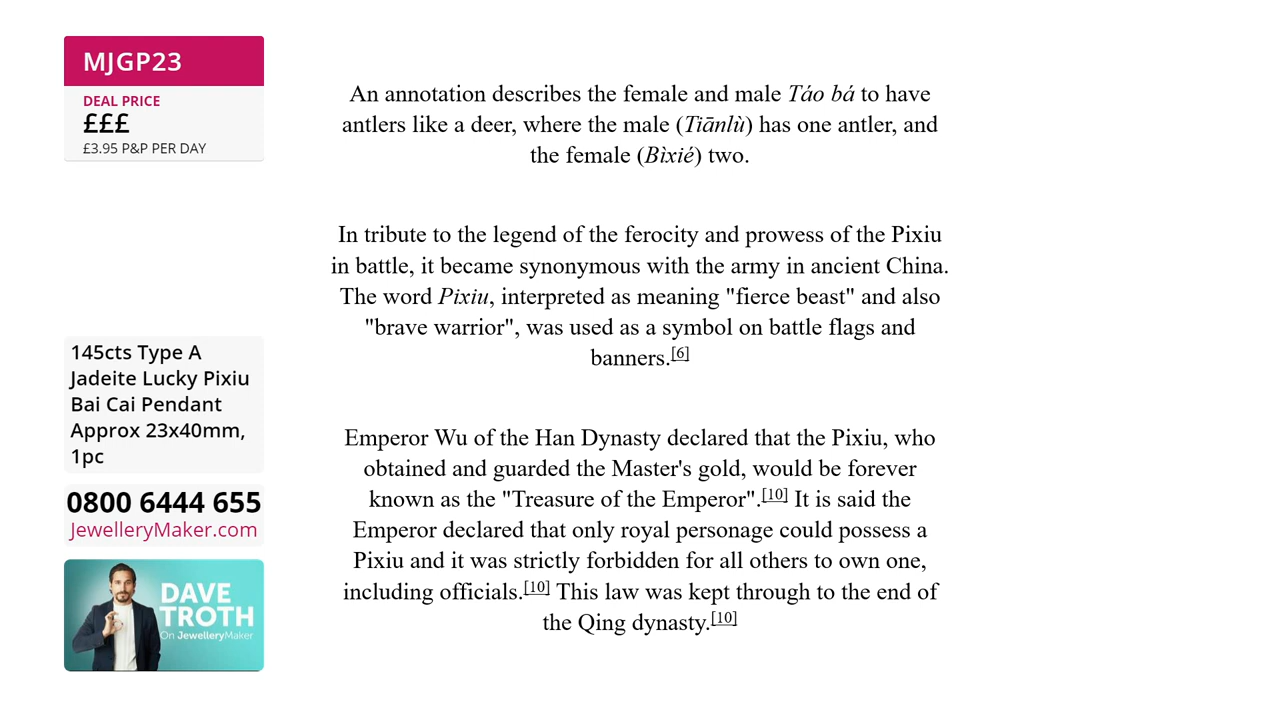 MJGP23
DEAL PRICE
£££
£3.95 P&P PER DAY
145cts Type A
Jadeite Lucky Pixiu
Bai Cai Pendant
Approx 23x40mm,
1pc
0800 6444 655
JewelleryMaker.com
DAVE
TROTH
On JewelleryMaker
An annotation describes the female and male Táo bá to have
antlers like a deer, where the male (Tiānlù) has one antler, and
the female (Bìxié) two.
In tribute to the legend of the ferocity and prowess of the Pixiu
in battle, it became synonymous with the army in ancient China.
The word Pixiu, interpreted as meaning "fierce beast" and also
"brave warrior", was used as a symbol on battle flags and
banners.[6]
Emperor Wu of the Han Dynasty declared that the Pixiu, who
obtained and guarded the Master's gold, would be forever
known as the "Treasure of the Emperor".[10] It is said the
Emperor declared that only royal personage could possess a
Pixiu and it was strictly forbidden for all others to own one,
including officials.[10] This law was kept through to the end of
the Qing dynasty.[10]